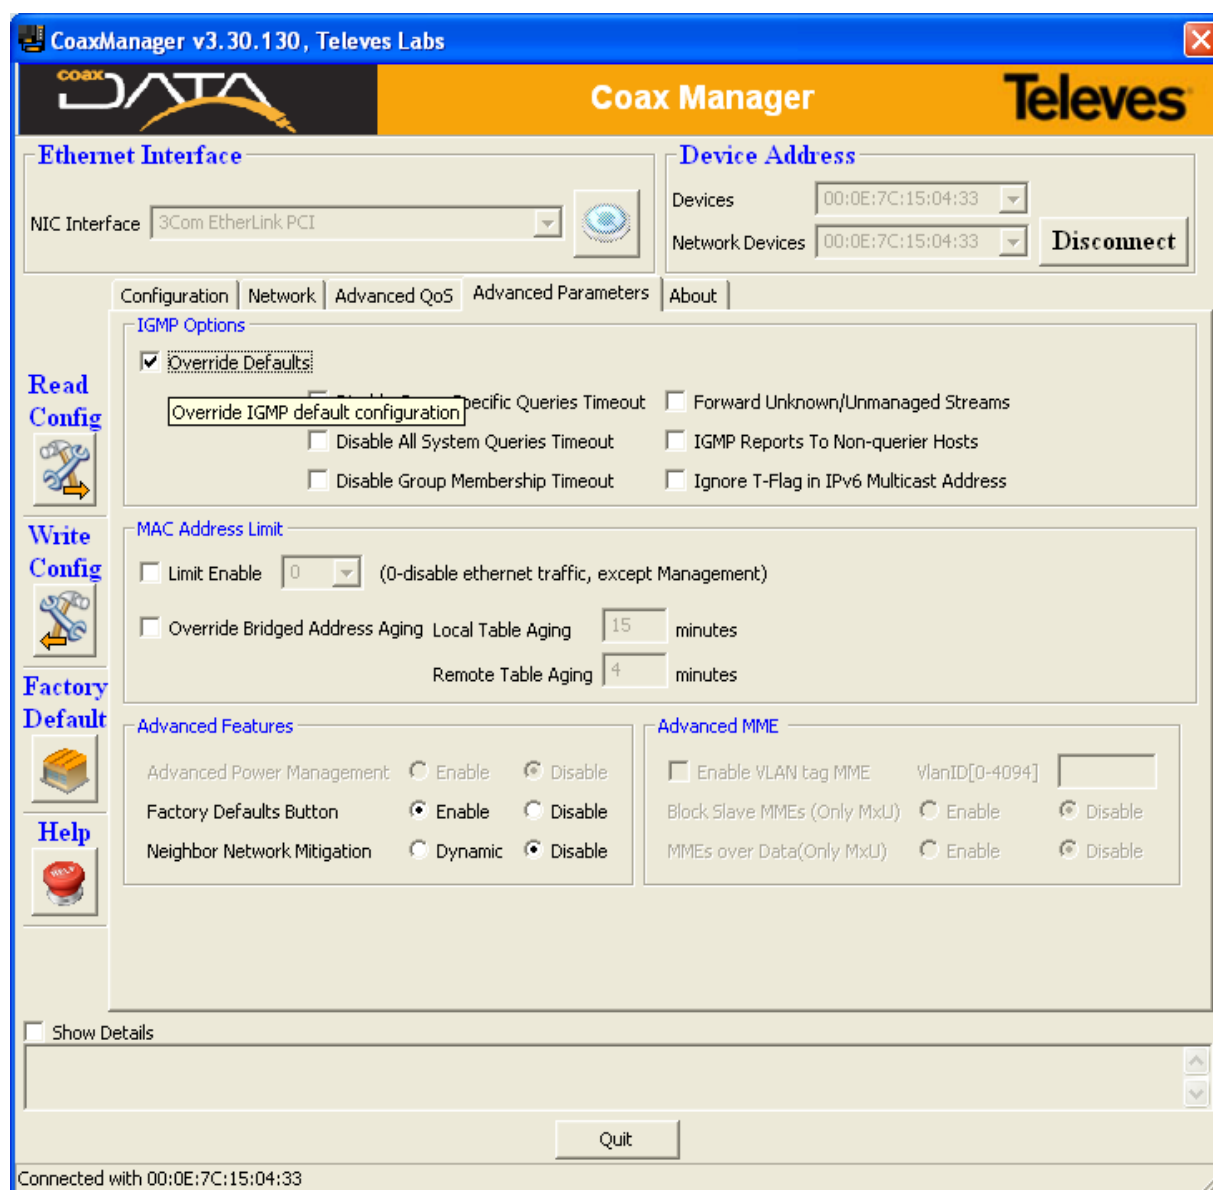 CoaxManager v3.30.130, Televes Labs
coax DATA
Coax Manager
Televes
Ethernet Interface
NIC Interface 3Com EtherLink PCI
Device Address
Devices 00:0E:7C:15:04:33
Network Devices 00:0E:7C:15:04:33
Disconnect
Configuration Network Advanced QoS Advanced Parameters About
Read Config
Write Config
Factory Default
Help
HELP
IGMP Options
Override Defaults
Override IGMP default configuration
Specific Queries Timeout
Forward Unknown/Unmanaged Streams
Disable All System Queries Timeout
IGMP Reports To Non-querier Hosts
Disable Group Membership Timeout
Ignore T-Flag in IPv6 Multicast Address
MAC Address Limit
Limit Enable 0 (0-disable ethernet traffic, except Management)
Override Bridged Address Aging Local Table Aging 15 minutes
Remote Table Aging 4 minutes
Advanced Features
Advanced Power Management Enable Disable
Factory Defaults Button Enable Disable
Neighbor Network Mitigation Dynamic Disable
Advanced MME
Enable VLAN tag MME VlanID[0-4094]
Block Slave MMEs (Only MxU) Enable Disable
MMEs over Data(Only MxU) Enable Disable
Show Details
Quit
Connected with 00:0E:7C:15:04:33